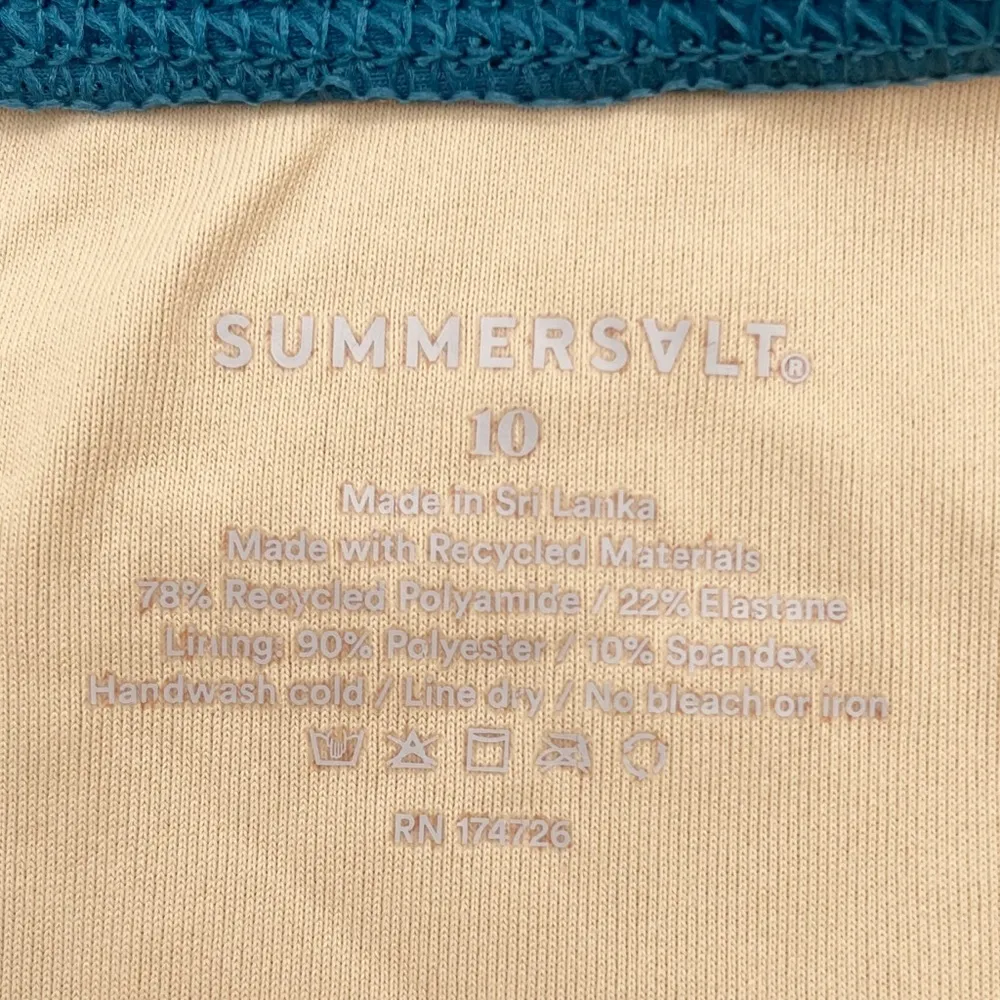 SUMMERSALT®
10
Made in Sri Lanka
Made with Recycled Materials
78% Recycled Polyamide / 22% Elastane
Lining: 90% Polyester / 10% Spandex
Handwash cold / Line dry / No bleach or iron
RN 174726